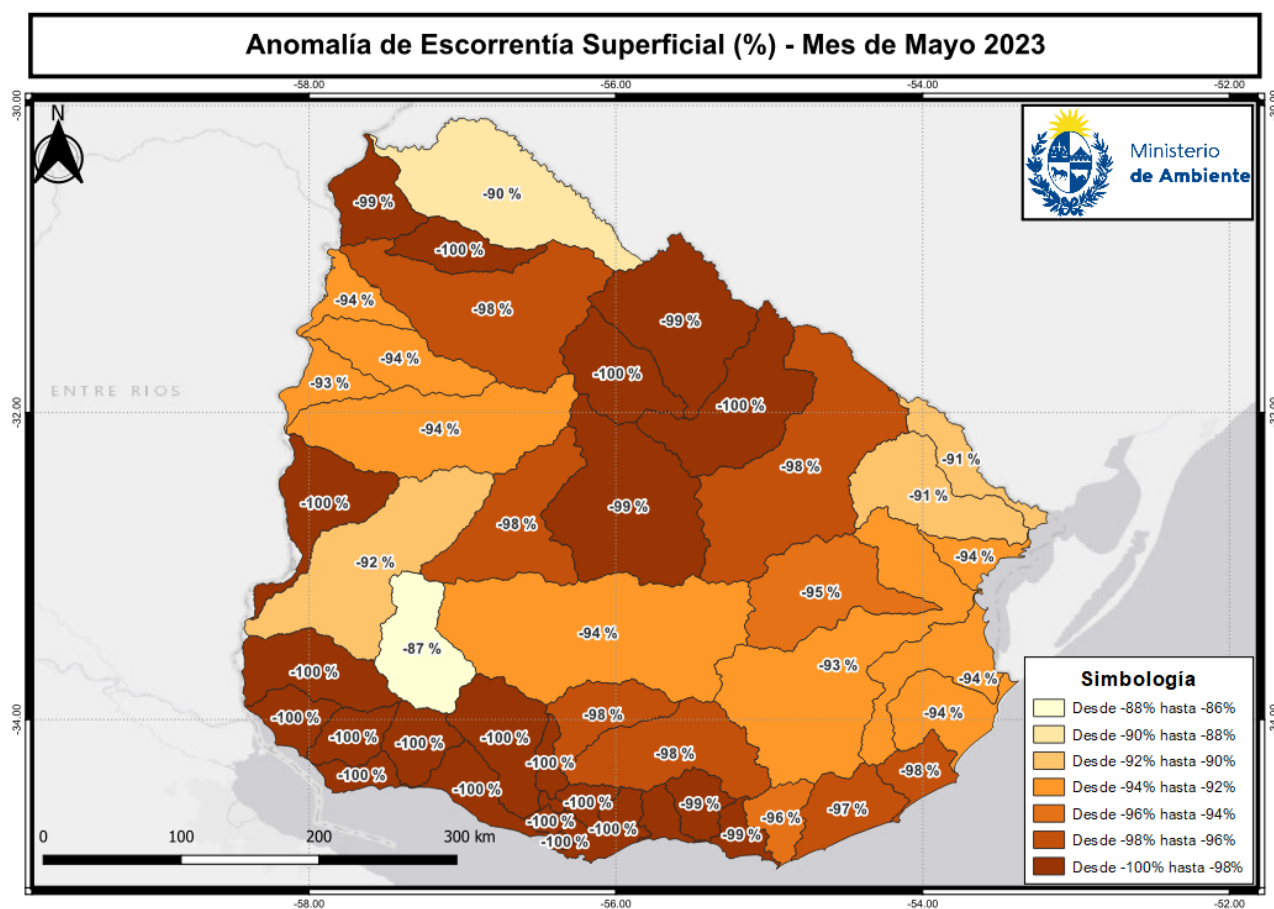 Anomalía de Escorrentía Superficial (%) - Mes de Mayo 2023
-58.00 -56.00 -54.00 -52.00
-30.00
N
Ministerio
de Ambiente
-90 %
-99 %
-100 %
-94 %
-98 %
-99 %
-94 %
-93 %
-100 %
ENTRE RIOS
-100 %
-32.00
-94 %
-91 %
-98 %
-91 %
-100 %
-99 %
-98 %
-94 %
-92 %
-95 %
-94 %
-87 %
-93 %
-100 %
-94 %
-94 %
-98 %
-100 %
-34.00
-100 %
-100 %
-100 %
-98 %
-100 %
-98 %
-100 %
-100 %
-100 %
-99 %
-97 %
-96 %
-100 %
-100 %
-99 %
-100 %
Simbología
Desde -88% hasta -86%
Desde -90% hasta -88%
Desde -92% hasta -90%
Desde -94% hasta -92%
Desde -96% hasta -94%
Desde -98% hasta -96%
Desde -100% hasta -98%
0 100 200 300 km
-58.00 -56.00 -54.00 -52.00